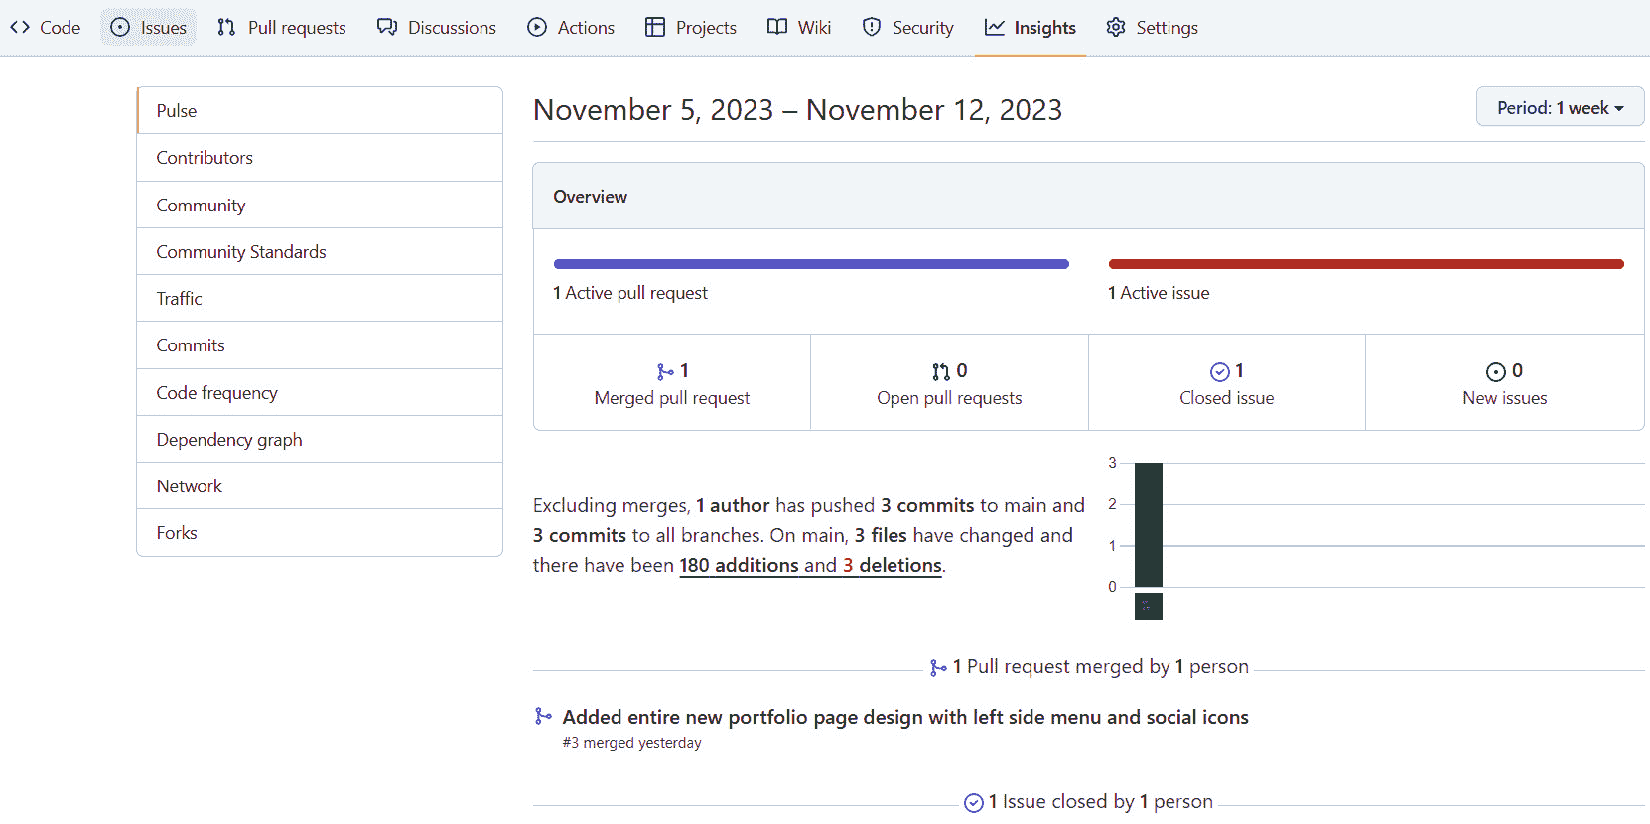 Code Issues Pull requests Discussions Actions Projects Wiki Security Insights Settings
Pulse
Contributors
Community
Community Standards
Traffic
Commits
Code frequency
Dependency graph
Network
Forks
November 5, 2023 – November 12, 2023
Period: 1 week
Overview
1 Active pull request
1 Active issue
1
Merged pull request
0
Open pull requests
1
Closed issue
0
New issues
Excluding merges, 1 author has pushed 3 commits to main and
3 commits to all branches. On main, 3 files have changed and
there have been 180 additions and 3 deletions.
3
2
1
0
1 Pull request merged by 1 person
Added entire new portfolio page design with left side menu and social icons
#3 merged yesterday
1 Issue closed by 1 person